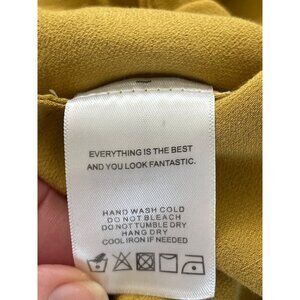 EVERYTHING IS THE BEST
AND YOU LOOK FANTASTIC.
HAND WASH COLD
DO NOT BLEACH
DO NOT TUMBLE DRY
HANG DRY
COOL IRON IF NEEDED